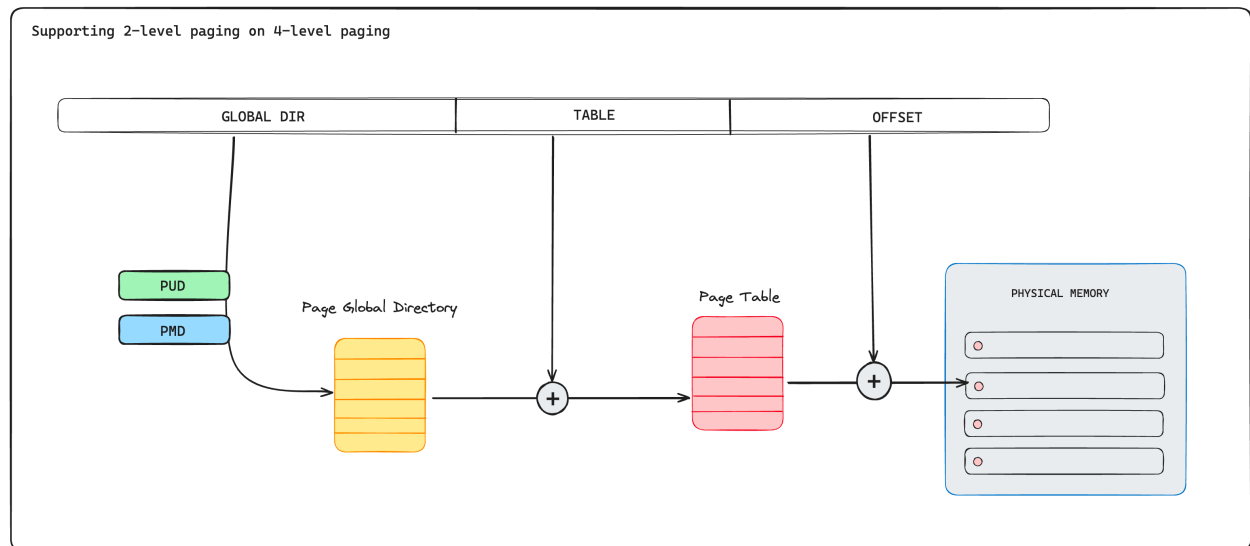 Supporting 2-level paging on 4-level paging
GLOBAL DIR
TABLE
OFFSET
PUD
PMD
Page Global Directory
+
Page Table
+
PHYSICAL MEMORY